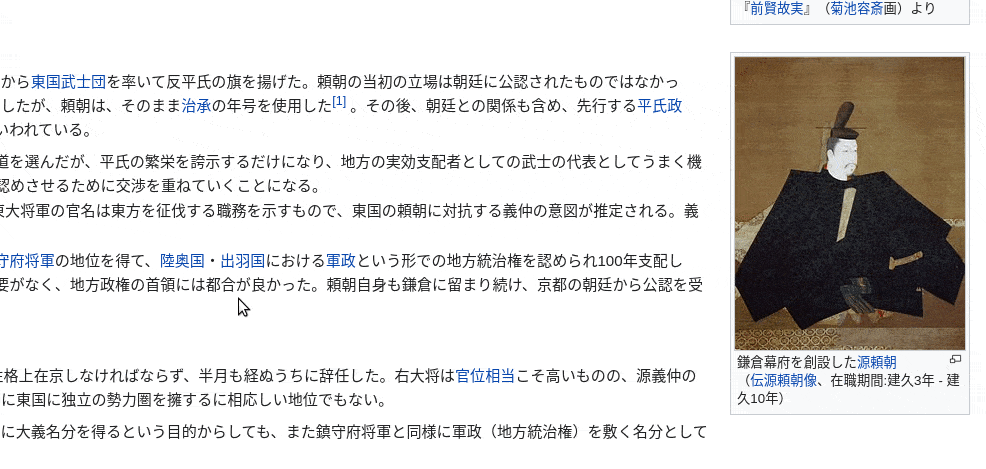 『前賢故実』（菊池容斎画）より
から東国武士団を率いて反平氏の旗を揚げた。頼朝の当初の立場は朝廷に公認されたものではなかっ
したが、頼朝は、そのまま治承の年号を使用した[1] 。その後、朝廷との関係も含め、先行する平氏政
いわれている。
道を選んだが、平氏の繁栄を誇示するだけになり、地方の実効支配者としての武士の代表としてうまく機
認めさせるために交渉を重ねていくことになる。
東大将軍の官名は東方を征伐する職務を示すもので、東国の頼朝に対抗する義仲の意図が推定される。義
守府将軍の地位を得て、陸奥国・出羽国における軍政という形での地方統治権を認められ100年支配し
要がなく、地方政権の首領には都合が良かった。頼朝自身も鎌倉に留まり続け、京都の朝廷から公認を受
性格上在京しなければならず、半月も経ぬうちに辞任した。右大将は官位相当こそ高いものの、源義仲の
に東国に独立の勢力圏を擁するに相応しい地位でもない。
に大義名分を得るという目的からしても、また鎮守府将軍と同様に軍政（地方統治権）を敷く名分として
鎌倉幕府を創設した源頼朝
（伝源頼朝像、在職期間:建久3年 - 建
久10年）